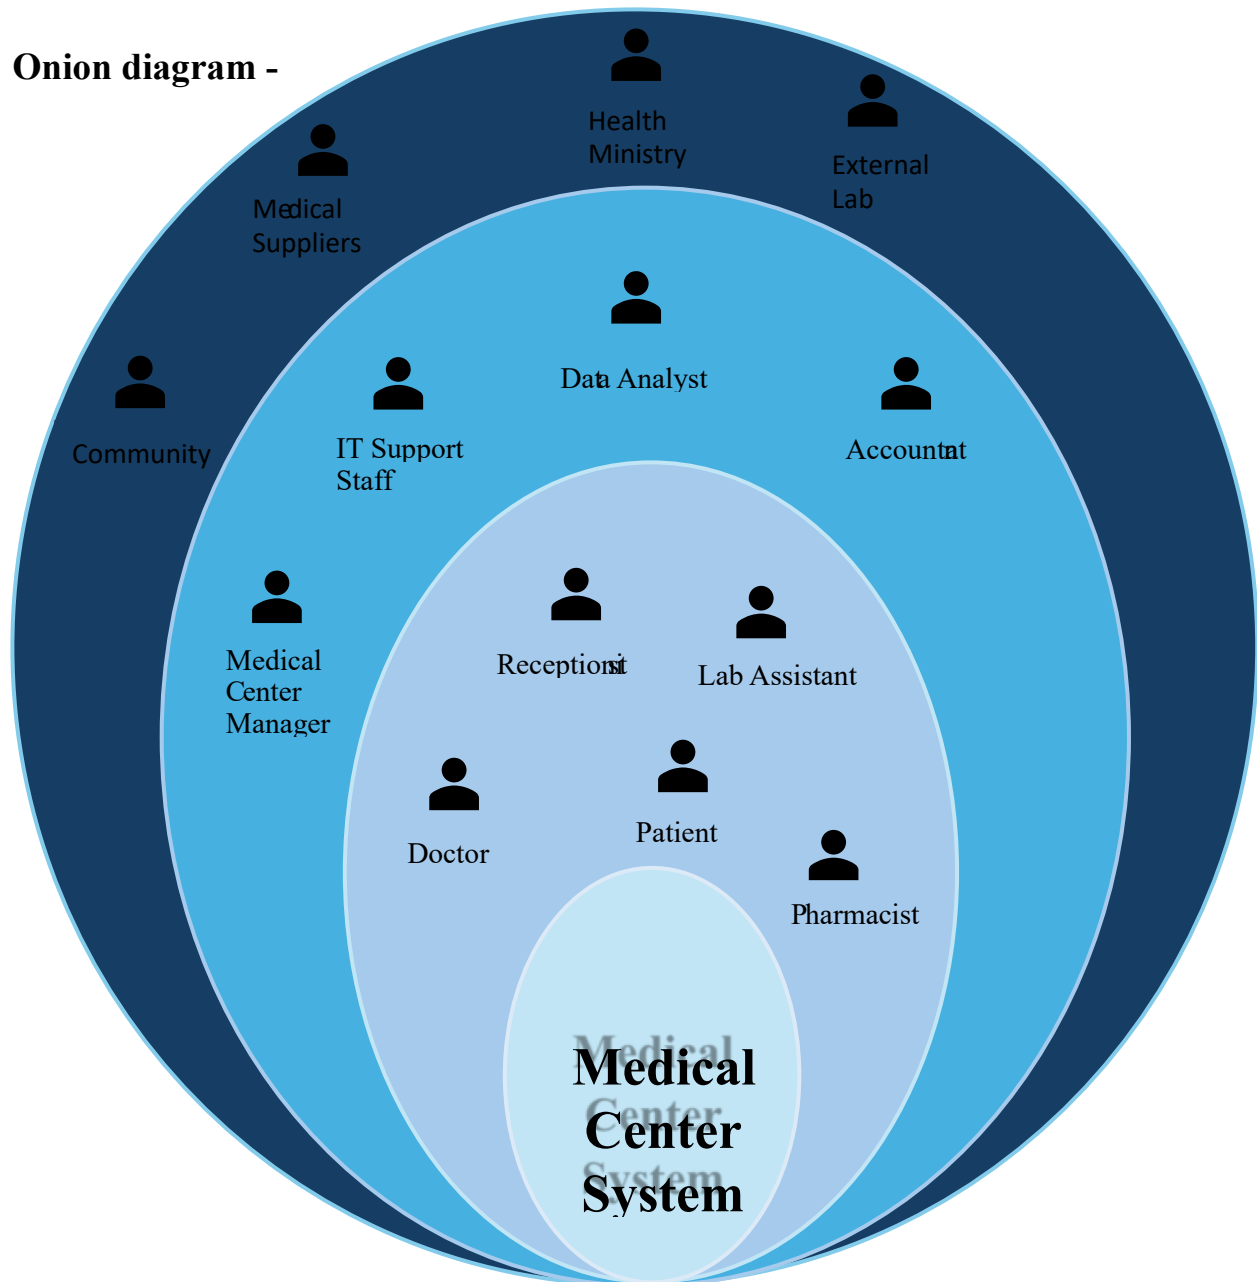 Onion diagram -
Health
Ministry
External
Lab
Medical
Suppliers
Data Analyst
Community
IT Support
Staff
Accountant
Receptionist
Lab Assistant
Medical
Center
Manager
Doctor
Patient
Pharmacist
Medical
Center
System